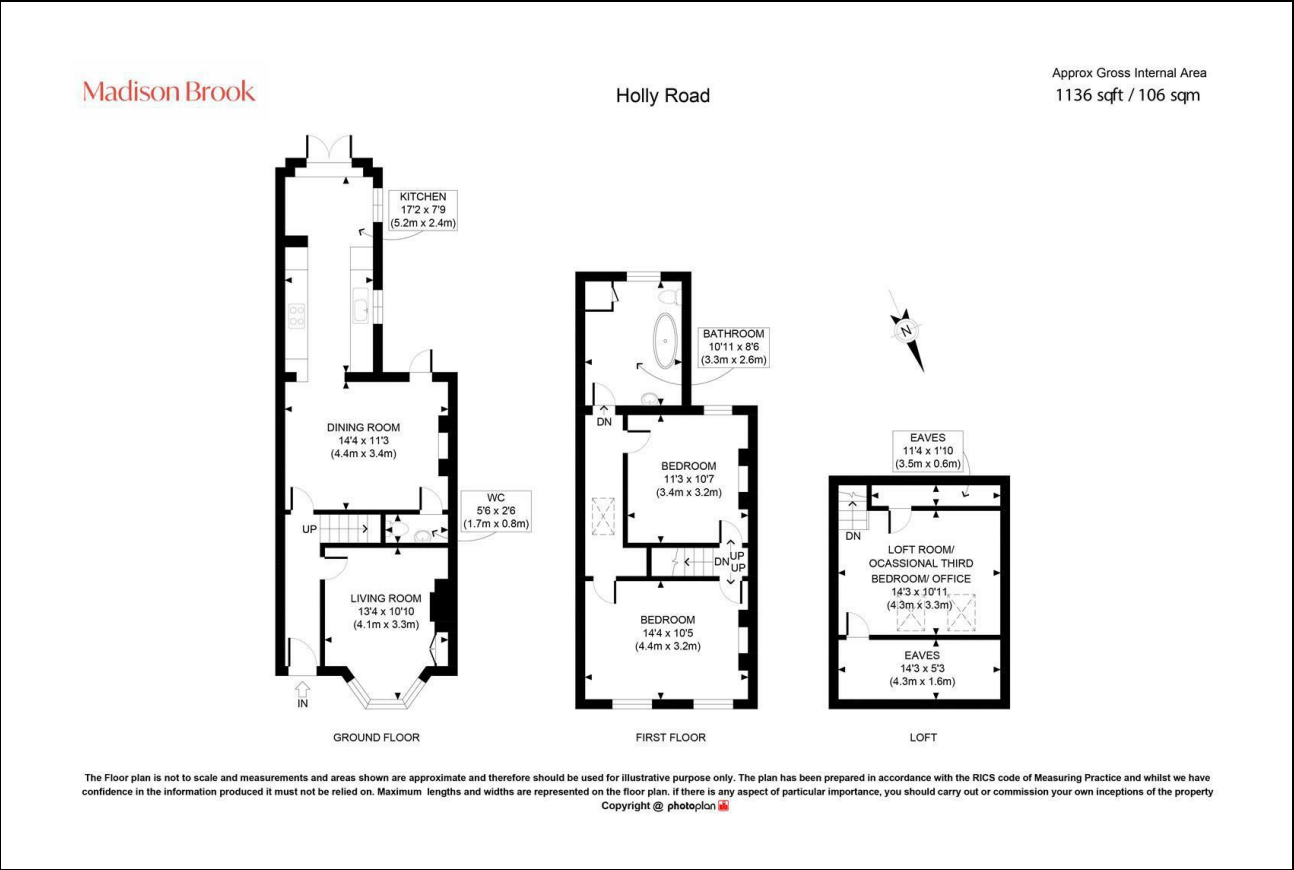 Madison Brook
Holly Road
Approx Gross Internal Area
1136 sqft / 106 sqm
KITCHEN
17'2 x 7'9
(5.2m x 2.4m)
DINING ROOM
14'4 x 11'3
(4.4m x 3.4m)
WC
5'6 x 2'6
(1.7m x 0.8m)
UP
LIVING ROOM
13'4 x 10'10
(4.1m x 3.3m)
IN
GROUND FLOOR
BATHROOM
10'11 x 8'6
(3.3m x 2.6m)
DN
BEDROOM
11'3 x 10'7
(3.4m x 3.2m)
DN
UP
UP
BEDROOM
14'4 x 10'5
(4.4m x 3.2m)
FIRST FLOOR
N
EAVES
11'4 x 1'10
(3.5m x 0.6m)
DN
LOFT ROOM/
OCASSIONAL THIRD
BEDROOM/ OFFICE
14'3 x 10'11
(4.3m x 3.3m)
EAVES
14'3 x 5'3
(4.3m x 1.6m)
LOFT
The Floor plan is not to scale and measurements and areas shown are approximate and therefore should be used for illustrative purpose only. The plan has been prepared in accordance with the RICS code of Measuring Practice and whilst we have
confidence in the information produced it must not be relied on. Maximum lengths and widths are represented on the floor plan. if there is any aspect of particular importance, you should carry out or commission your own inceptions of the property
Copyright @ photoplan